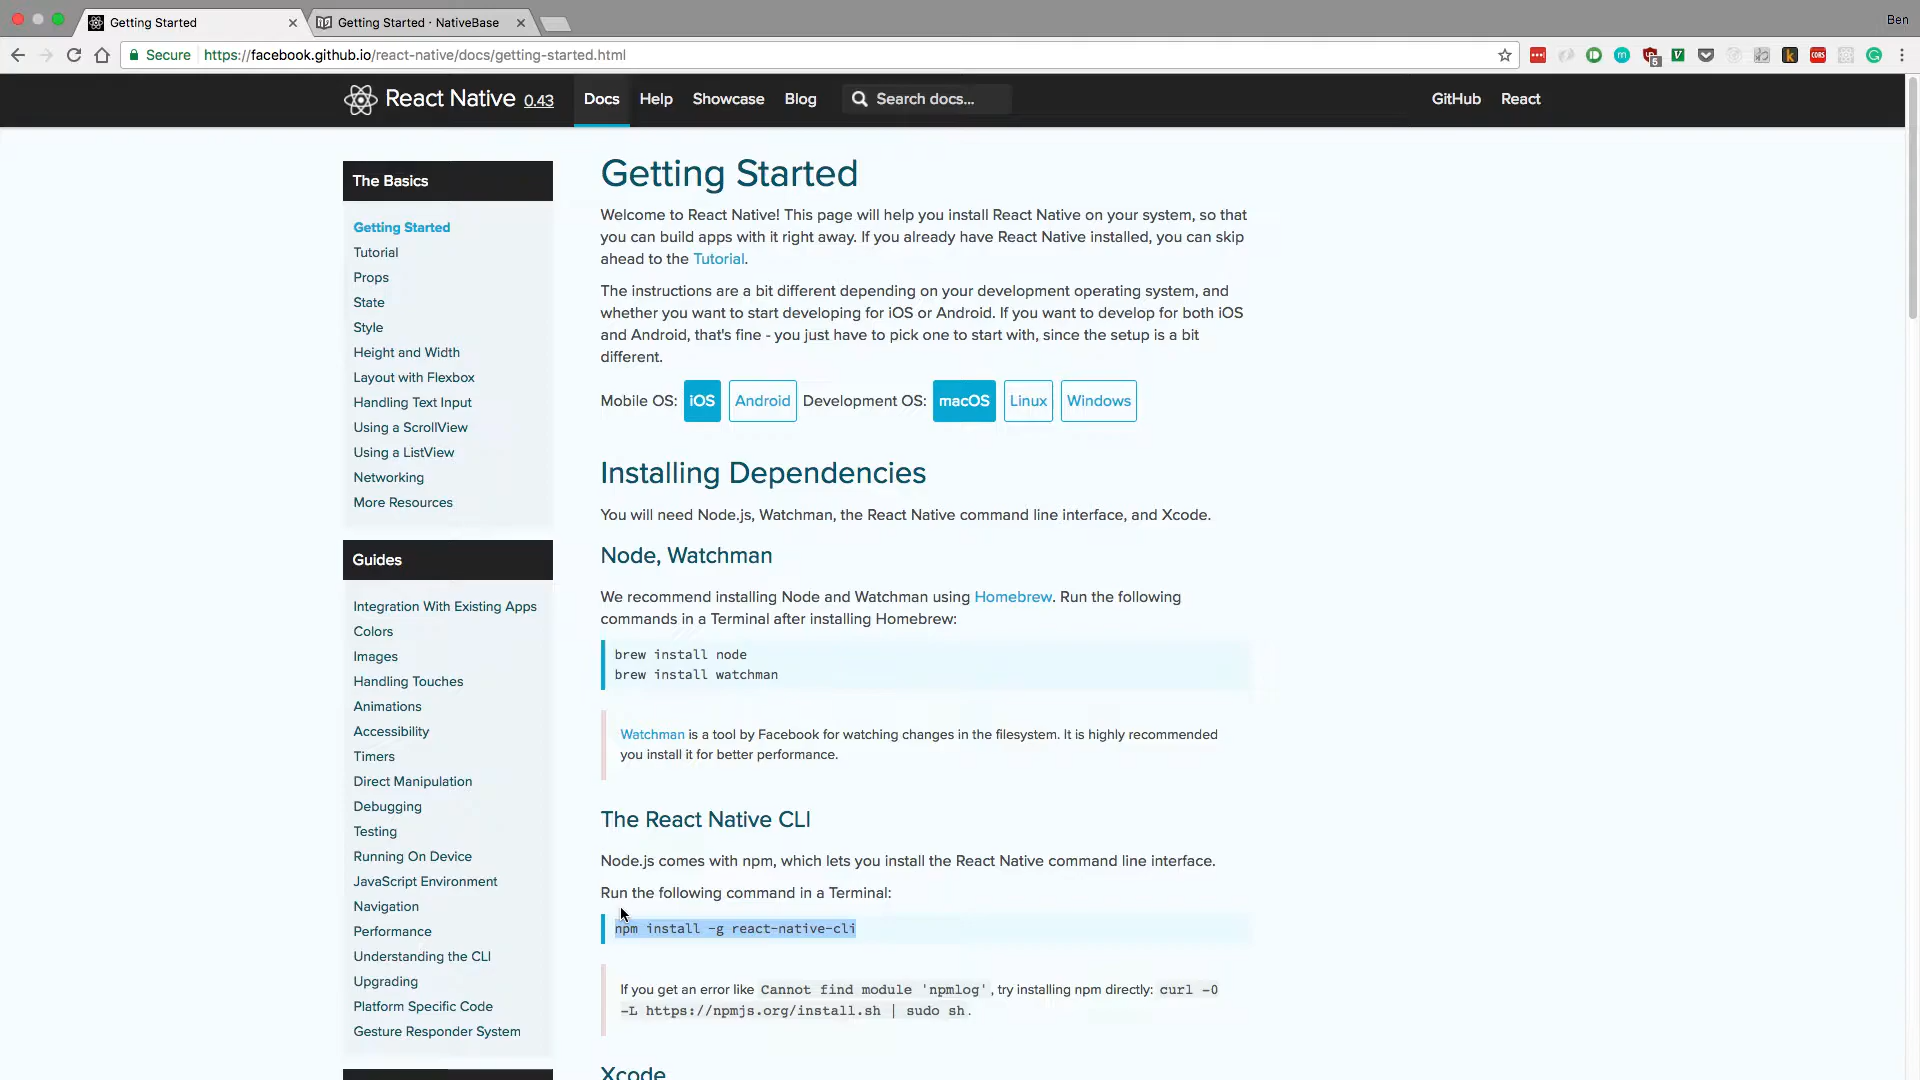 Getting Started
Getting Started · NativeBase
Ben
Secure https://facebook.github.io/react-native/docs/getting-started.html
5
CORS
React Native 0.43 Docs Help Showcase Blog Search docs... GitHub React
The Basics
Getting Started
Tutorial
Props
State
Style
Height and Width
Layout with Flexbox
Handling Text Input
Using a ScrollView
Using a ListView
Networking
More Resources
Guides
Integration With Existing Apps
Colors
Images
Handling Touches
Animations
Accessibility
Timers
Direct Manipulation
Debugging
Testing
Running On Device
JavaScript Environment
Navigation
Performance
Understanding the CLI
Upgrading
Platform Specific Code
Gesture Responder System
Getting Started
Welcome to React Native! This page will help you install React Native on your system, so that
you can build apps with it right away. If you already have React Native installed, you can skip
ahead to the Tutorial.
The instructions are a bit different depending on your development operating system, and
whether you want to start developing for iOS or Android. If you want to develop for both iOS
and Android, that's fine - you just have to pick one to start with, since the setup is a bit
different.
Mobile OS: iOS Android Development OS: macOS Linux Windows
Installing Dependencies
You will need Node.js, Watchman, the React Native command line interface, and Xcode.
Node, Watchman
We recommend installing Node and Watchman using Homebrew. Run the following
commands in a Terminal after installing Homebrew:
brew install node
brew install watchman
Watchman is a tool by Facebook for watching changes in the filesystem. It is highly recommended
you install it for better performance.
The React Native CLI
Node.js comes with npm, which lets you install the React Native command line interface.
Run the following command in a Terminal:
npm install -g react-native-cli
If you get an error like Cannot find module 'npmlog', try installing npm directly: curl -0
-L https://npmjs.org/install.sh | sudo sh.
Xcode